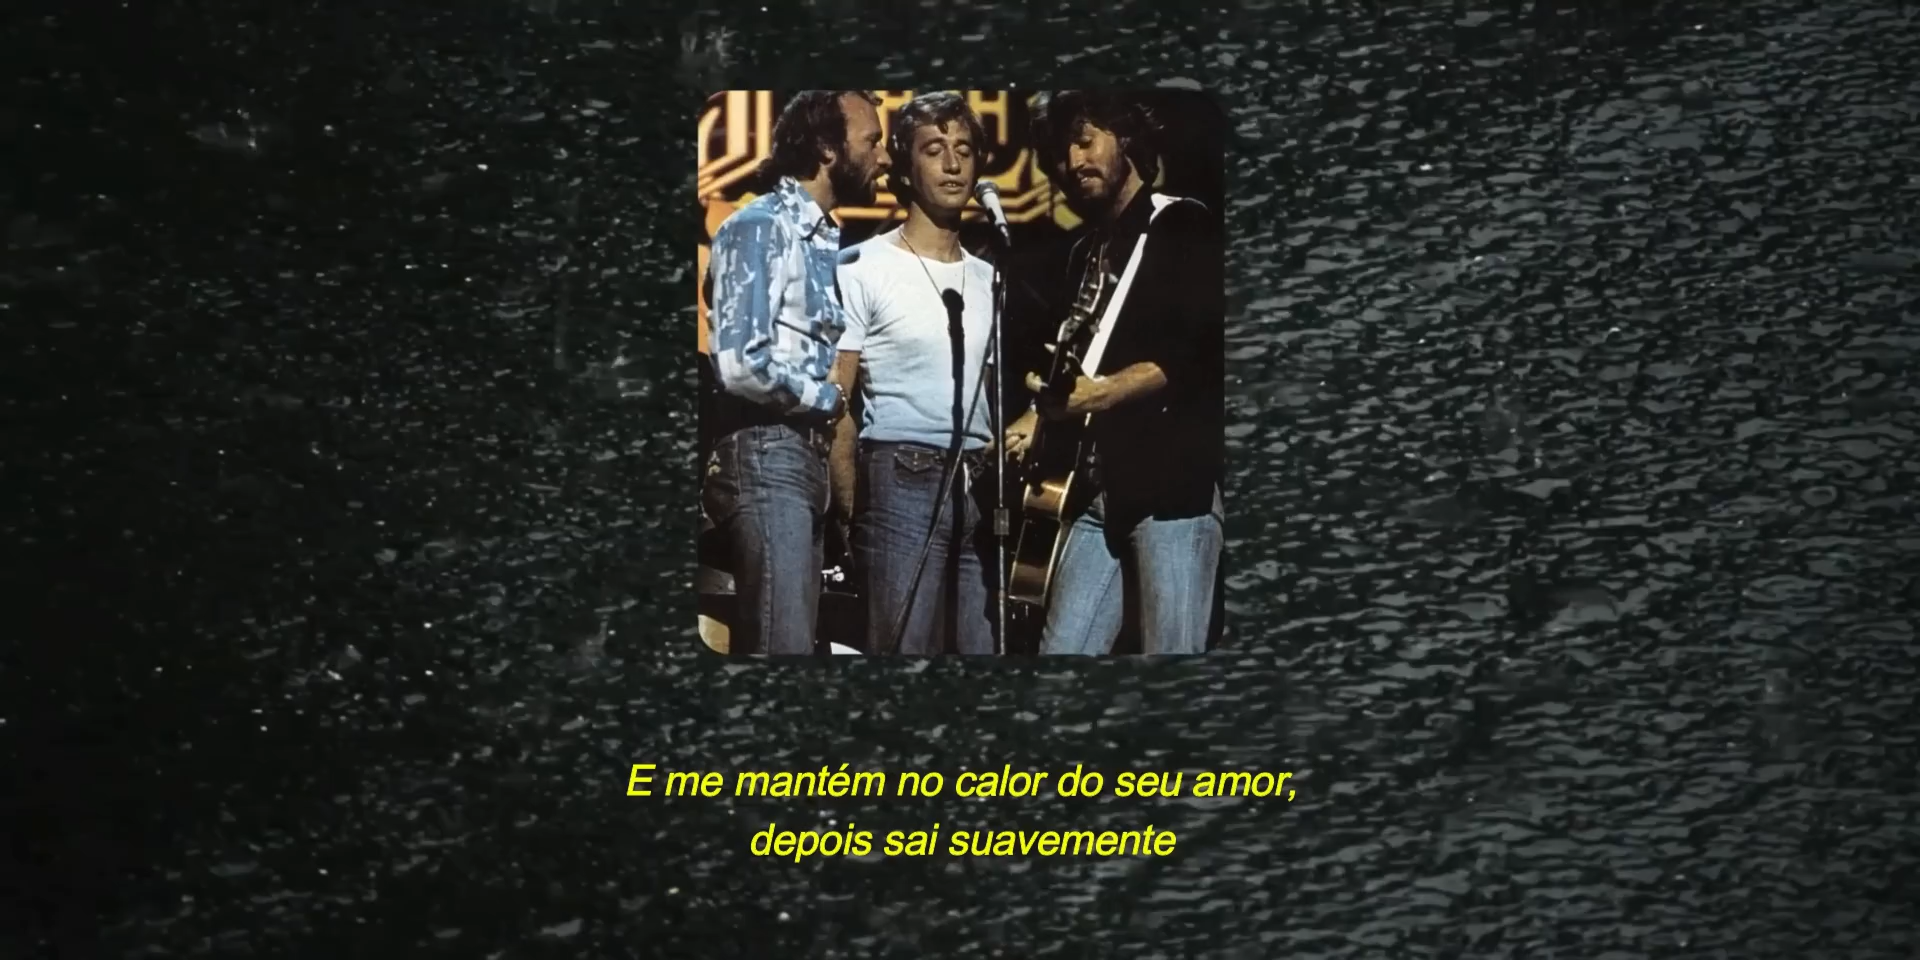 E me mantém no calor do seu amor,
depois sai suavemente